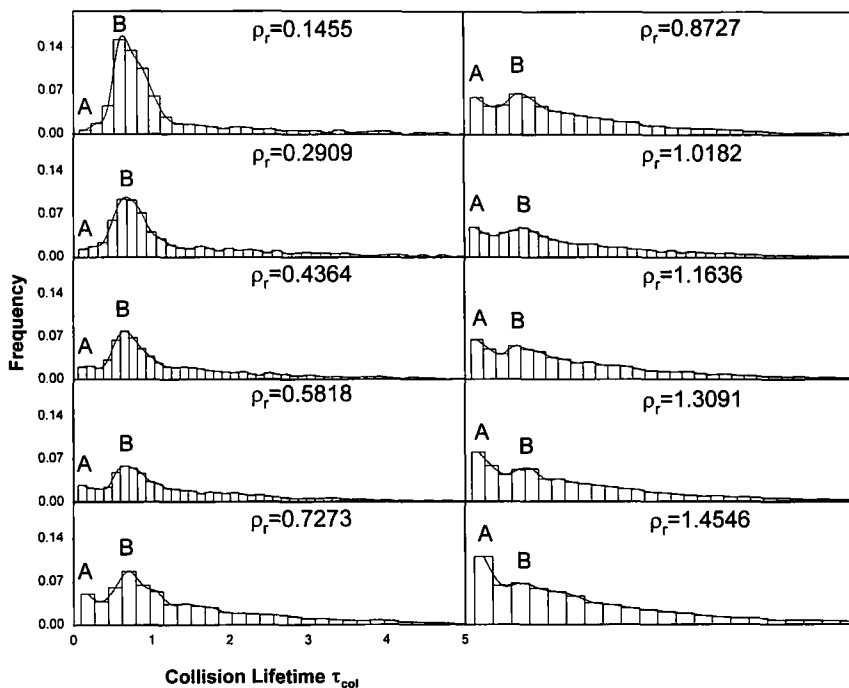 B
A
0.14
0.07
0.00
ρr=0.1455
A
B
ρr=0.8727
B
A
0.14
0.07
0.00
ρr=0.2909
A
B
ρr=1.0182
B
A
0.14
0.07
0.00
ρr=0.4364
A
B
ρr=1.1636
B
A
0.14
0.07
0.00
ρr=0.5818
A
B
ρr=1.3091
B
A
0.14
0.07
0.00
ρr=0.7273
A
B
ρr=1.4546
0 1 2 3 4 5
Frequency
Collision Lifetime τcol